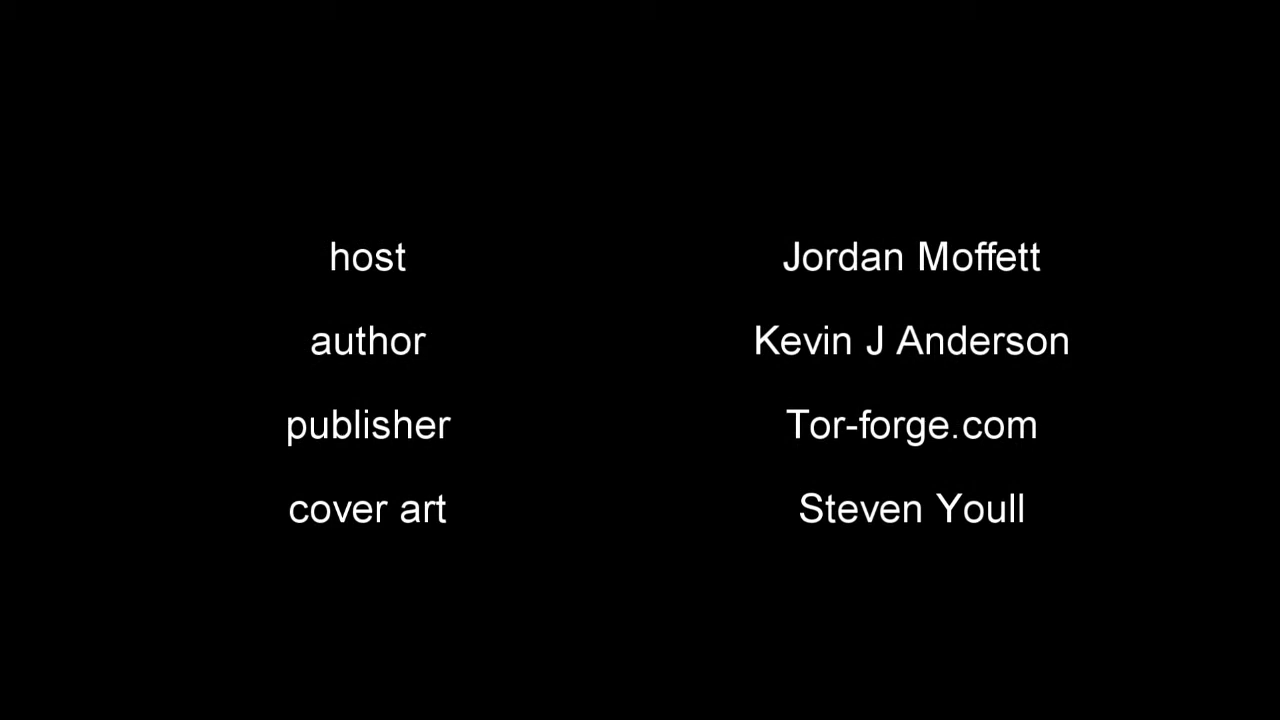 host Jordan Moffett
author Kevin J Anderson
publisher Tor-forge.com
cover art Steven Youll